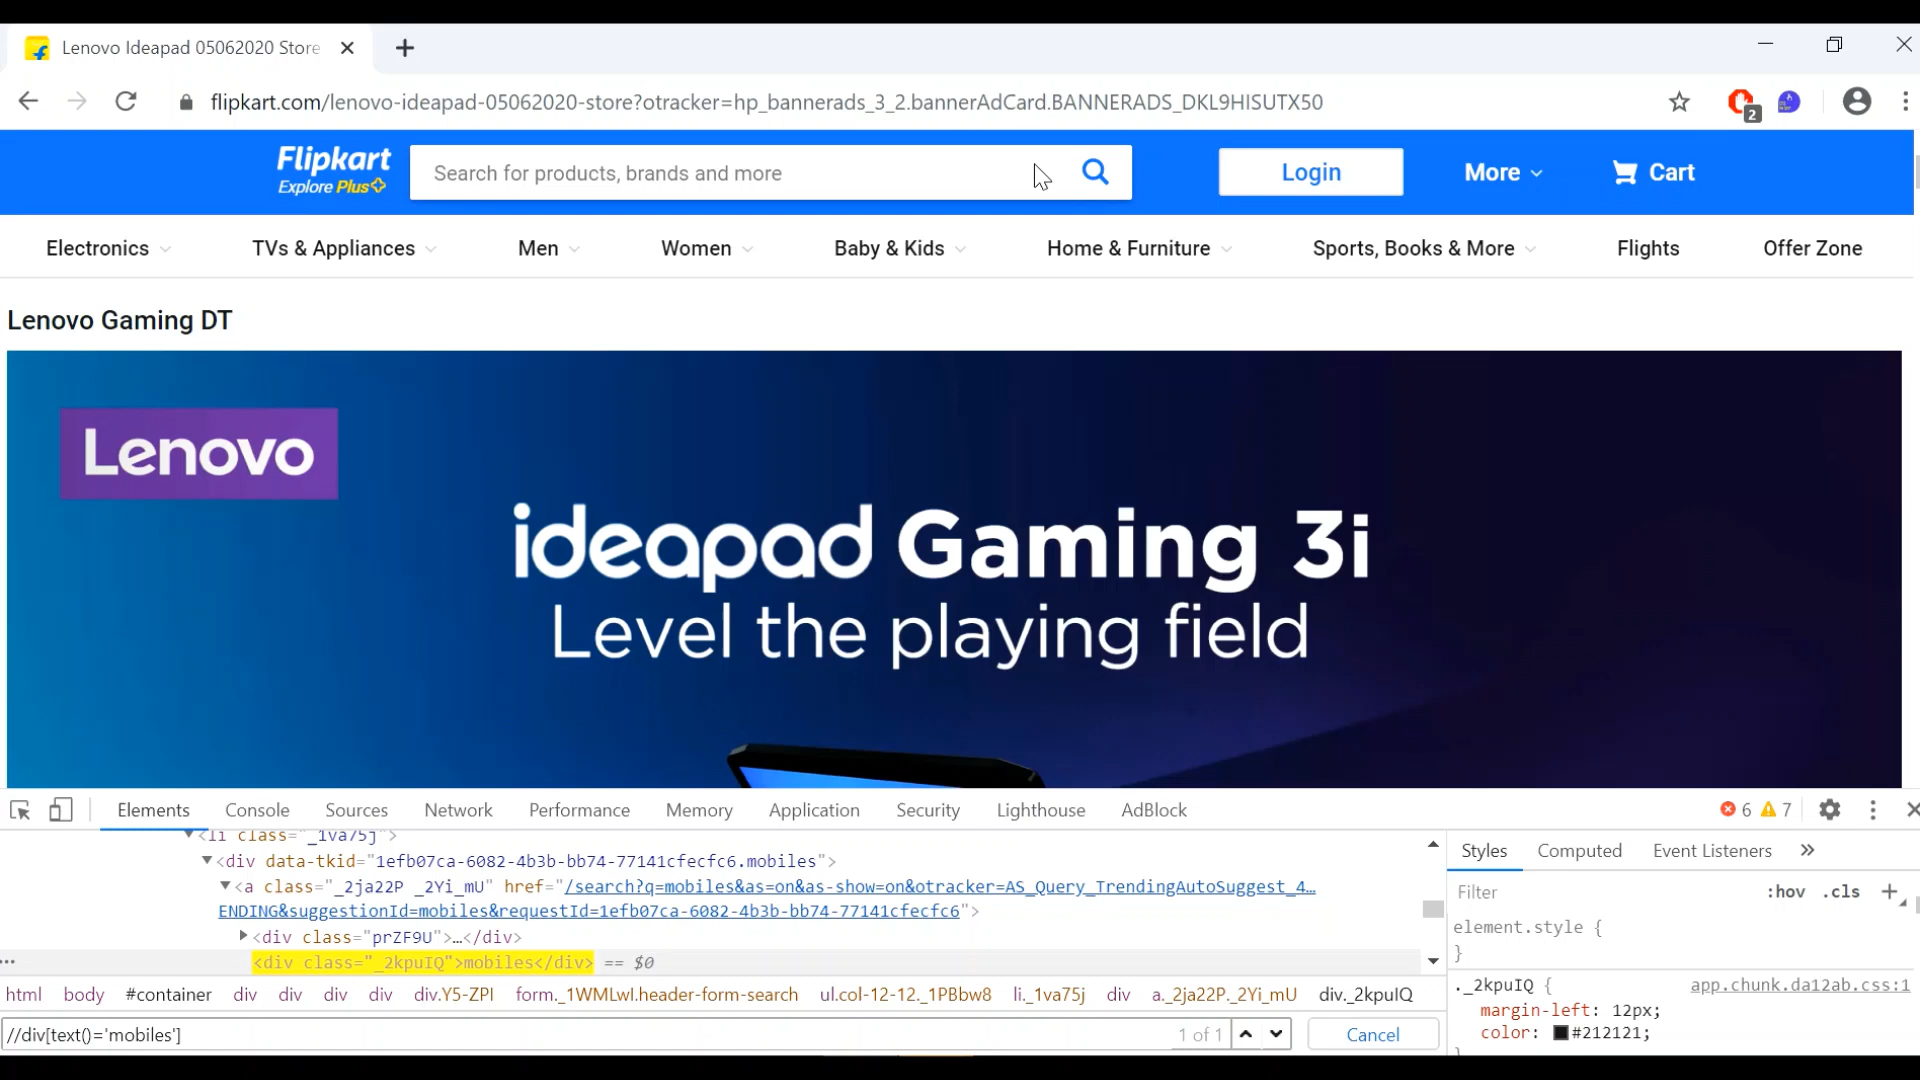 Lenovo Ideapad 05062020 Store
flipkart.com/lenovo-ideapad-05062020-store?otracker=hp_bannerads_3_2.bannerAdCard.BANNERADS_DKL9HISUTX50
2
Flipkart
Explore Plus
Search for products, brands and more
Login
More
Cart
Electronics
TVs & Appliances
Men
Women
Baby & Kids
Home & Furniture
Sports, Books & More
Flights
Offer Zone
Lenovo Gaming DT
Lenovo
ideapad Gaming 3i
Level the playing field
Elements
Console
Sources
Network
Performance
Memory
Application
Security
Lighthouse
AdBlock
6
7
<li class="_1va75j">
<div data-tkid="1efb07ca-6082-4b3b-bb74-77141cfecfc6.mobiles">
<a class="_2ja22P _2Yi_mU" href="/search?q=mobiles&as=on&as-show=on&otracker=AS_Query_TrendingAutoSuggest_4…
ENDING&suggestionId=mobiles&requestId=1efb07ca-6082-4b3b-bb74-77141cfecfc6">
<div class="prZF9U">…</div>
<div class="_2kpuIQ">mobiles</div> == $0
html body #container div div div div div.Y5-ZPI form._1WMLwI.header-form-search ul.col-12-12._1PBbw8 li._1va75j div a._2ja22P._2Yi_mU div._2kpuIQ
//div[text()='mobiles']
1 of 1
Cancel
Styles
Computed
Event Listeners
Filter
:hov .cls
element.style {
}
._2kpuIQ {
app.chunk.da12ab.css:1
margin-left: 12px;
color: #212121;